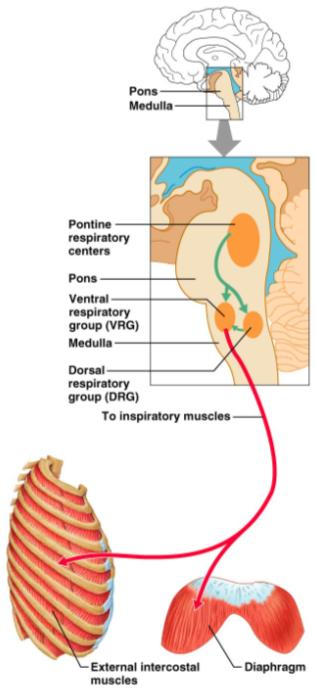 Pons
Medulla
Pontine
respiratory
centers
Pons
Ventral
respiratory
group (VRG)
Medulla
Dorsal
respiratory
group (DRG)
To inspiratory muscles
External intercostal
muscles
Diaphragm